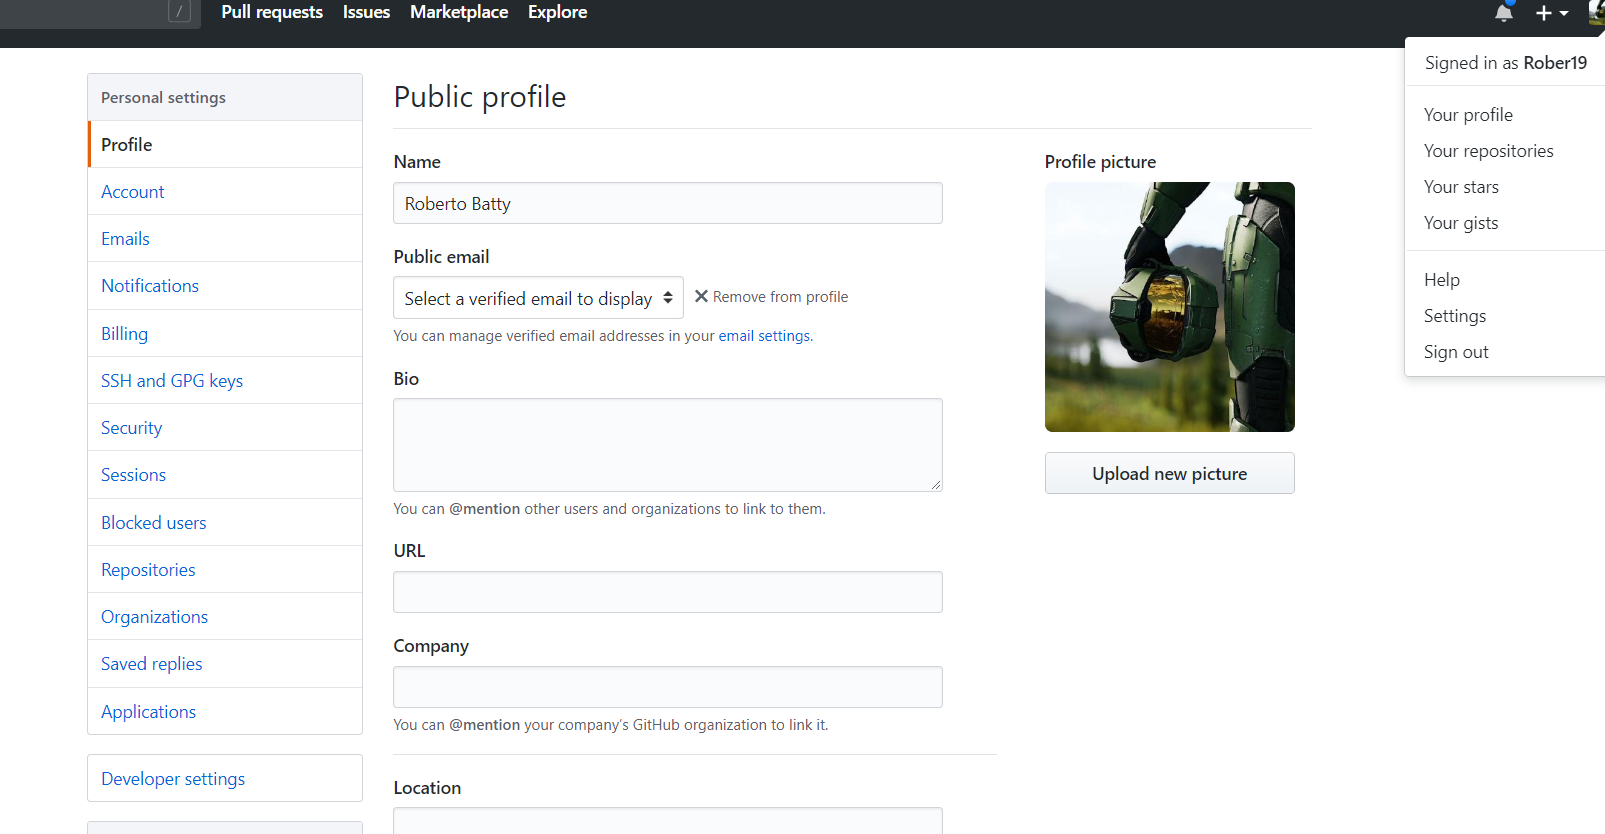 /
Pull requests Issues Marketplace Explore
Signed in as Rober19
Your profile
Your repositories
Your stars
Your gists
Help
Settings
Sign out
Personal settings
Profile
Account
Emails
Notifications
Billing
SSH and GPG keys
Security
Sessions
Blocked users
Repositories
Organizations
Saved replies
Applications
Developer settings
Public profile
Name
Roberto Batty
Public email
Select a verified email to display
Remove from profile
You can manage verified email addresses in your email settings.
Bio
You can @mention other users and organizations to link to them.
URL
Company
You can @mention your company's GitHub organization to link it.
Location
Profile picture
Upload new picture